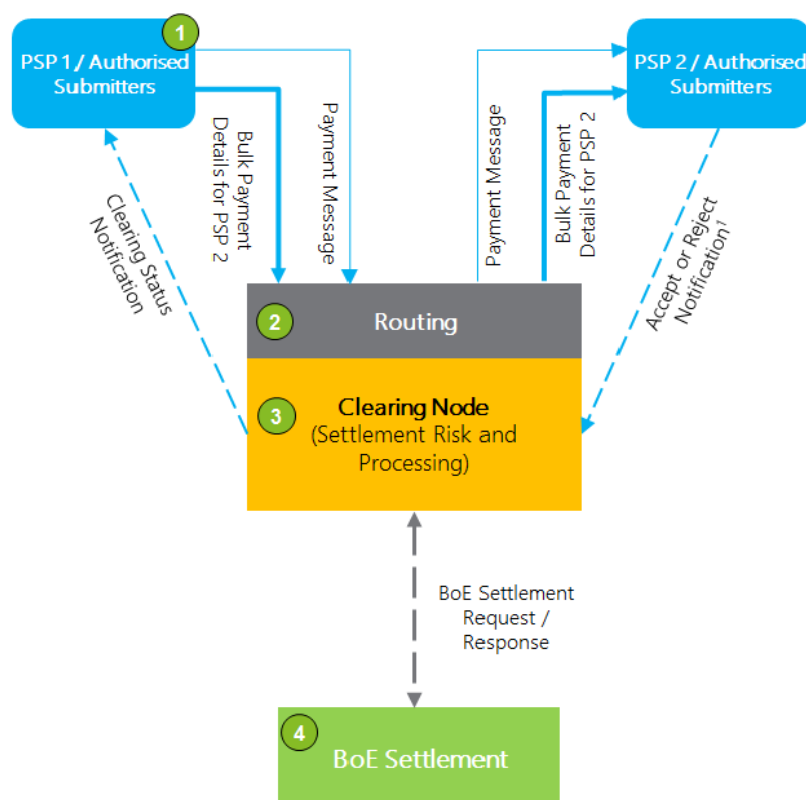 1
PSP 1 / Authorised
Submitters
PSP 2 / Authorised
Submitters
Clearing Status
Notification
Bulk Payment
Details for PSP 2
Payment Message
Payment Message
Bulk Payment
Details for PSP 2
Accept or Reject
Notification¹
2
Routing
3
Clearing Node
(Settlement Risk and
Processing)
BoE Settlement
Request /
Response
4
BoE Settlement